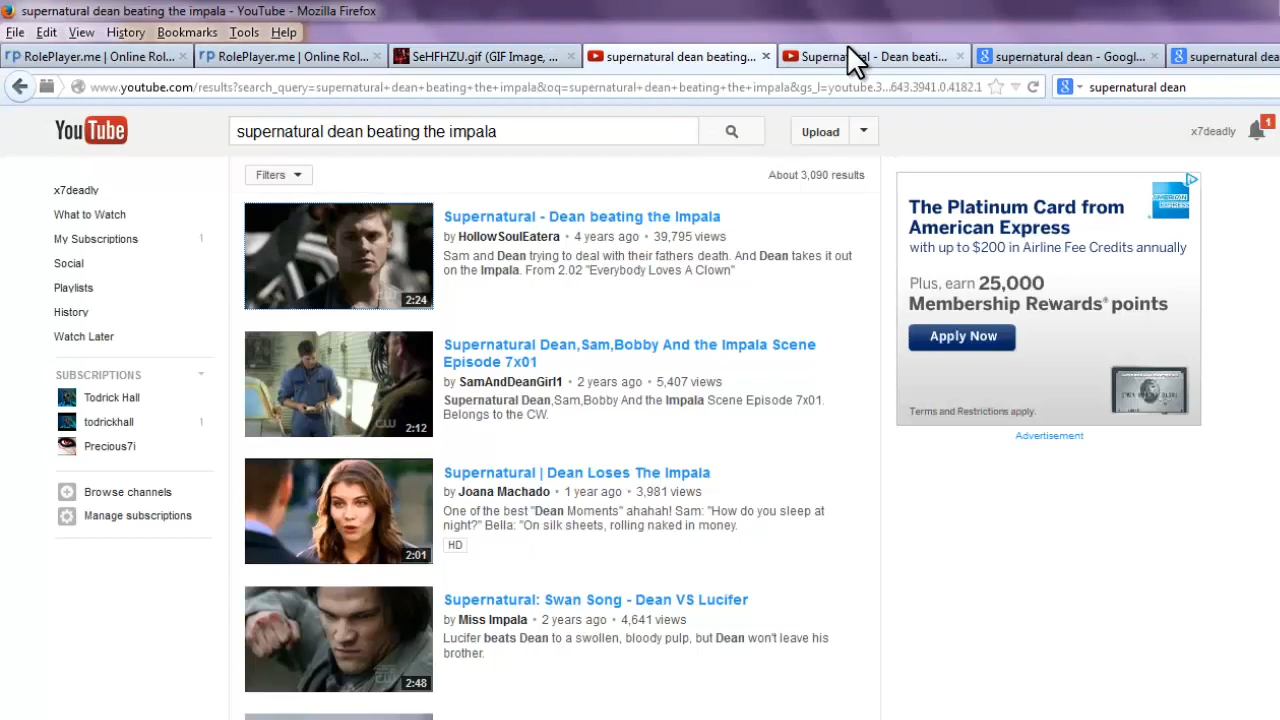 supernatural dean beating the impala - YouTube - Mozilla Firefox
File Edit View History Bookmarks Tools Help
rp RolePlayer.me | Online Rol... × rp RolePlayer.me | Online Rol... × SeHFHZU.gif (GIF Image, ... × supernatural dean beating... × Supernatural - Dean beati... × supernatural dean - Googl... × supernatural dea
www.youtube.com/results?search_query=supernatural+dean+beating+the+impala&oq=supernatural+dean+beating+the+impala&gs_l=youtube.3...643.3941.0.4182.1
supernatural dean
YouTube
supernatural dean beating the impala
Upload
x7deadly
1
Filters
About 3,090 results
x7deadly
What to Watch
My Subscriptions 1
Social
Playlists
History
Watch Later
SUBSCRIPTIONS
Todrick Hall
todrickhall 1
Precious7i
Browse channels
Manage subscriptions
2:24
Supernatural - Dean beating the Impala
by HollowSoulEatera • 4 years ago • 39,795 views
Sam and Dean trying to deal with their fathers death. And Dean takes it out
on the Impala. From 2.02 "Everybody Loves A Clown"
CW
2:12
Supernatural Dean,Sam,Bobby And the Impala Scene
Episode 7x01
by SamAndDeanGirl1 • 2 years ago • 5,407 views
Supernatural Dean,Sam,Bobby And the Impala Scene Episode 7x01.
Belongs to the CW.
2:01
Supernatural | Dean Loses The Impala
by Joana Machado • 1 year ago • 3,981 views
One of the best "Dean Moments" ahahah! Sam: "How do you sleep at
night?" Bella: "On silk sheets, rolling naked in money.
HD
2:48
Supernatural: Swan Song - Dean VS Lucifer
by Miss Impala • 2 years ago • 4,641 views
Lucifer beats Dean to a swollen, bloody pulp, but Dean won't leave his
brother.
The Platinum Card from
American Express
with up to $200 in Airline Fee Credits annually
Plus, earn 25,000
Membership Rewards® points
Apply Now
Terms and Restrictions apply.
AMERICAN EXPRESS
Advertisement